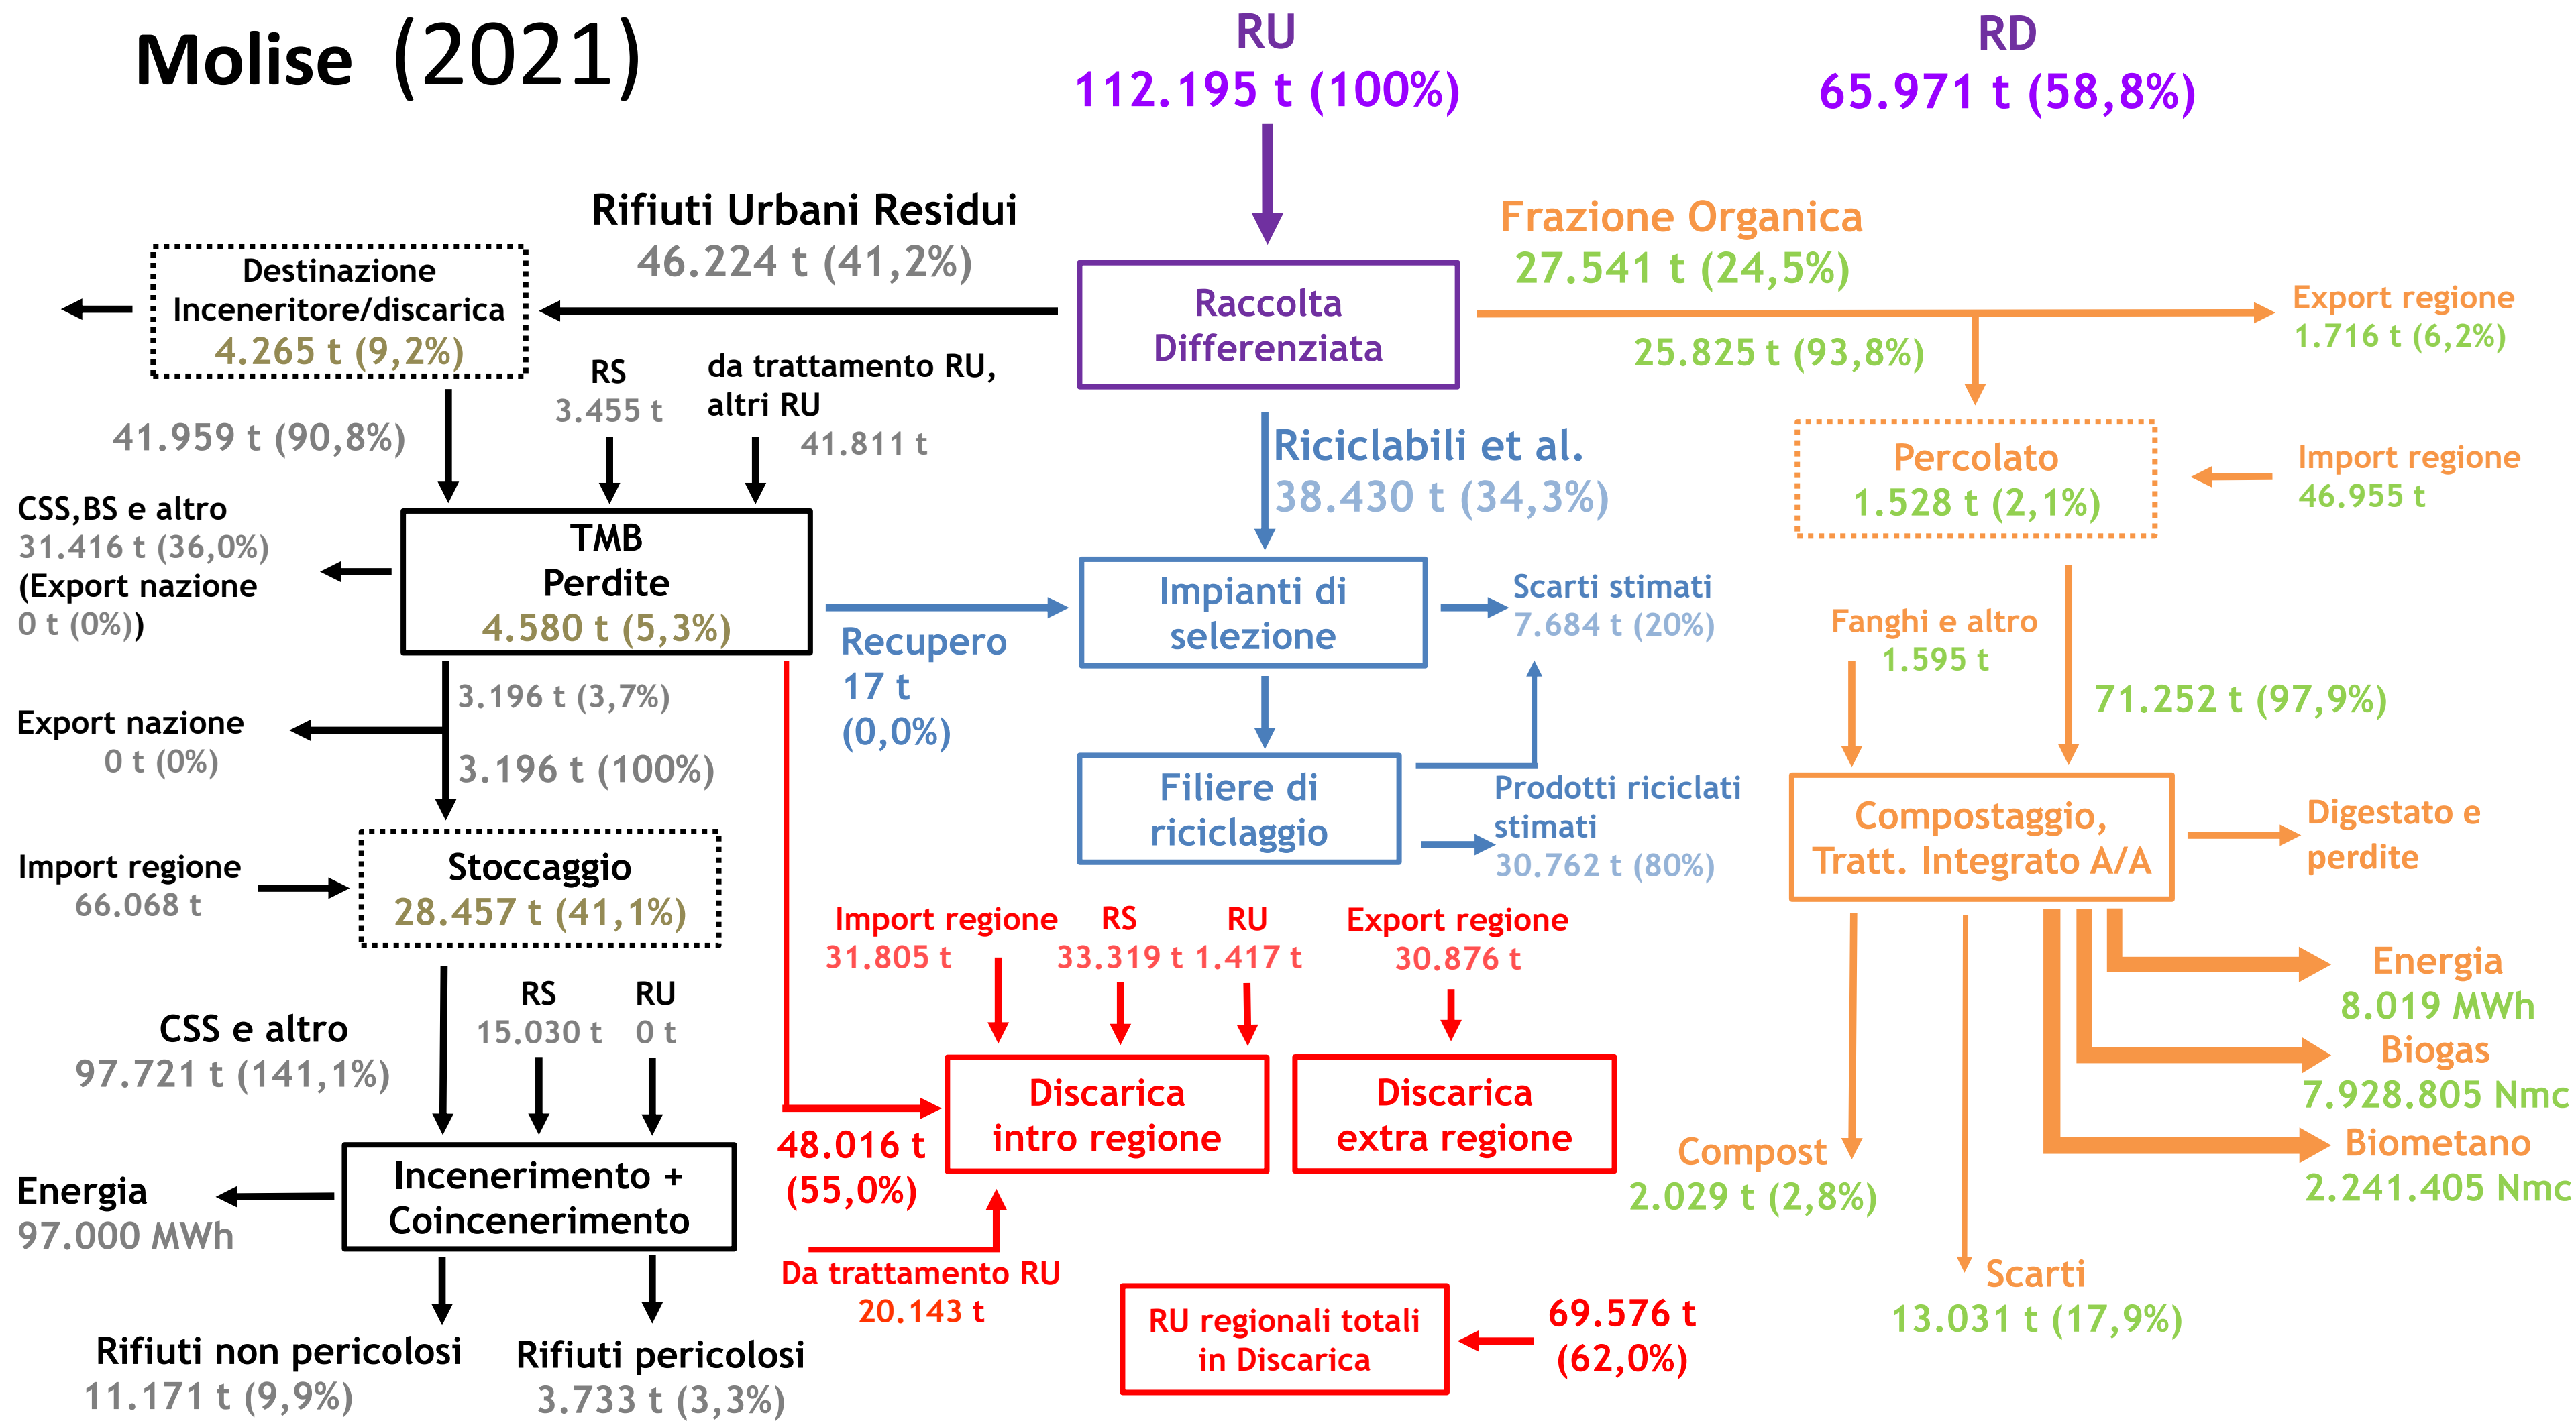 Molise (2021)
RU
112.195 t (100%)
RD
65.971 t (58,8%)
Rifiuti Urbani Residui
46.224 t (41,2%)
Frazione Organica
27.541 t (24,5%)
Destinazione
Inceneritore/discarica
4.265 t (9,2%)
Raccolta
Differenziata
Export regione
1.716 t (6,2%)
25.825 t (93,8%)
RS
3.455 t
da trattamento RU,
altri RU
41.811 t
41.959 t (90,8%)
Riciclabili et al.
38.430 t (34,3%)
Percolato
1.528 t (2,1%)
Import regione
46.955 t
CSS,BS e altro
31.416 t (36,0%)
(Export nazione
0 t (0%))
TMB
Perdite
4.580 t (5,3%)
Recupero
17 t
(0,0%)
Impianti di
selezione
Scarti stimati
7.684 t (20%)
Fanghi e altro
1.595 t
71.252 t (97,9%)
3.196 t (3,7%)
Export nazione
0 t (0%)
3.196 t (100%)
Filiere di
riciclaggio
Prodotti riciclati
stimati
30.762 t (80%)
Compostaggio,
Tratt. Integrato A/A
Digestato e
perdite
Import regione
66.068 t
Stoccaggio
28.457 t (41,1%)
Import regione
31.805 t
RS
33.319 t
RU
1.417 t
Export regione
30.876 t
Energia
8.019 MWh
Biogas
7.928.805 Nmc
Biometano
2.241.405 Nmc
CSS e altro
97.721 t (141,1%)
RS
15.030 t
RU
0 t
Discarica
intro regione
Discarica
extra regione
48.016 t
(55,0%)
Compost
2.029 t (2,8%)
Energia
97.000 MWh
Incenerimento +
Coincenerimento
Da trattamento RU
20.143 t
Scarti
13.031 t (17,9%)
RU regionali totali
in Discarica
69.576 t
(62,0%)
Rifiuti non pericolosi
11.171 t (9,9%)
Rifiuti pericolosi
3.733 t (3,3%)